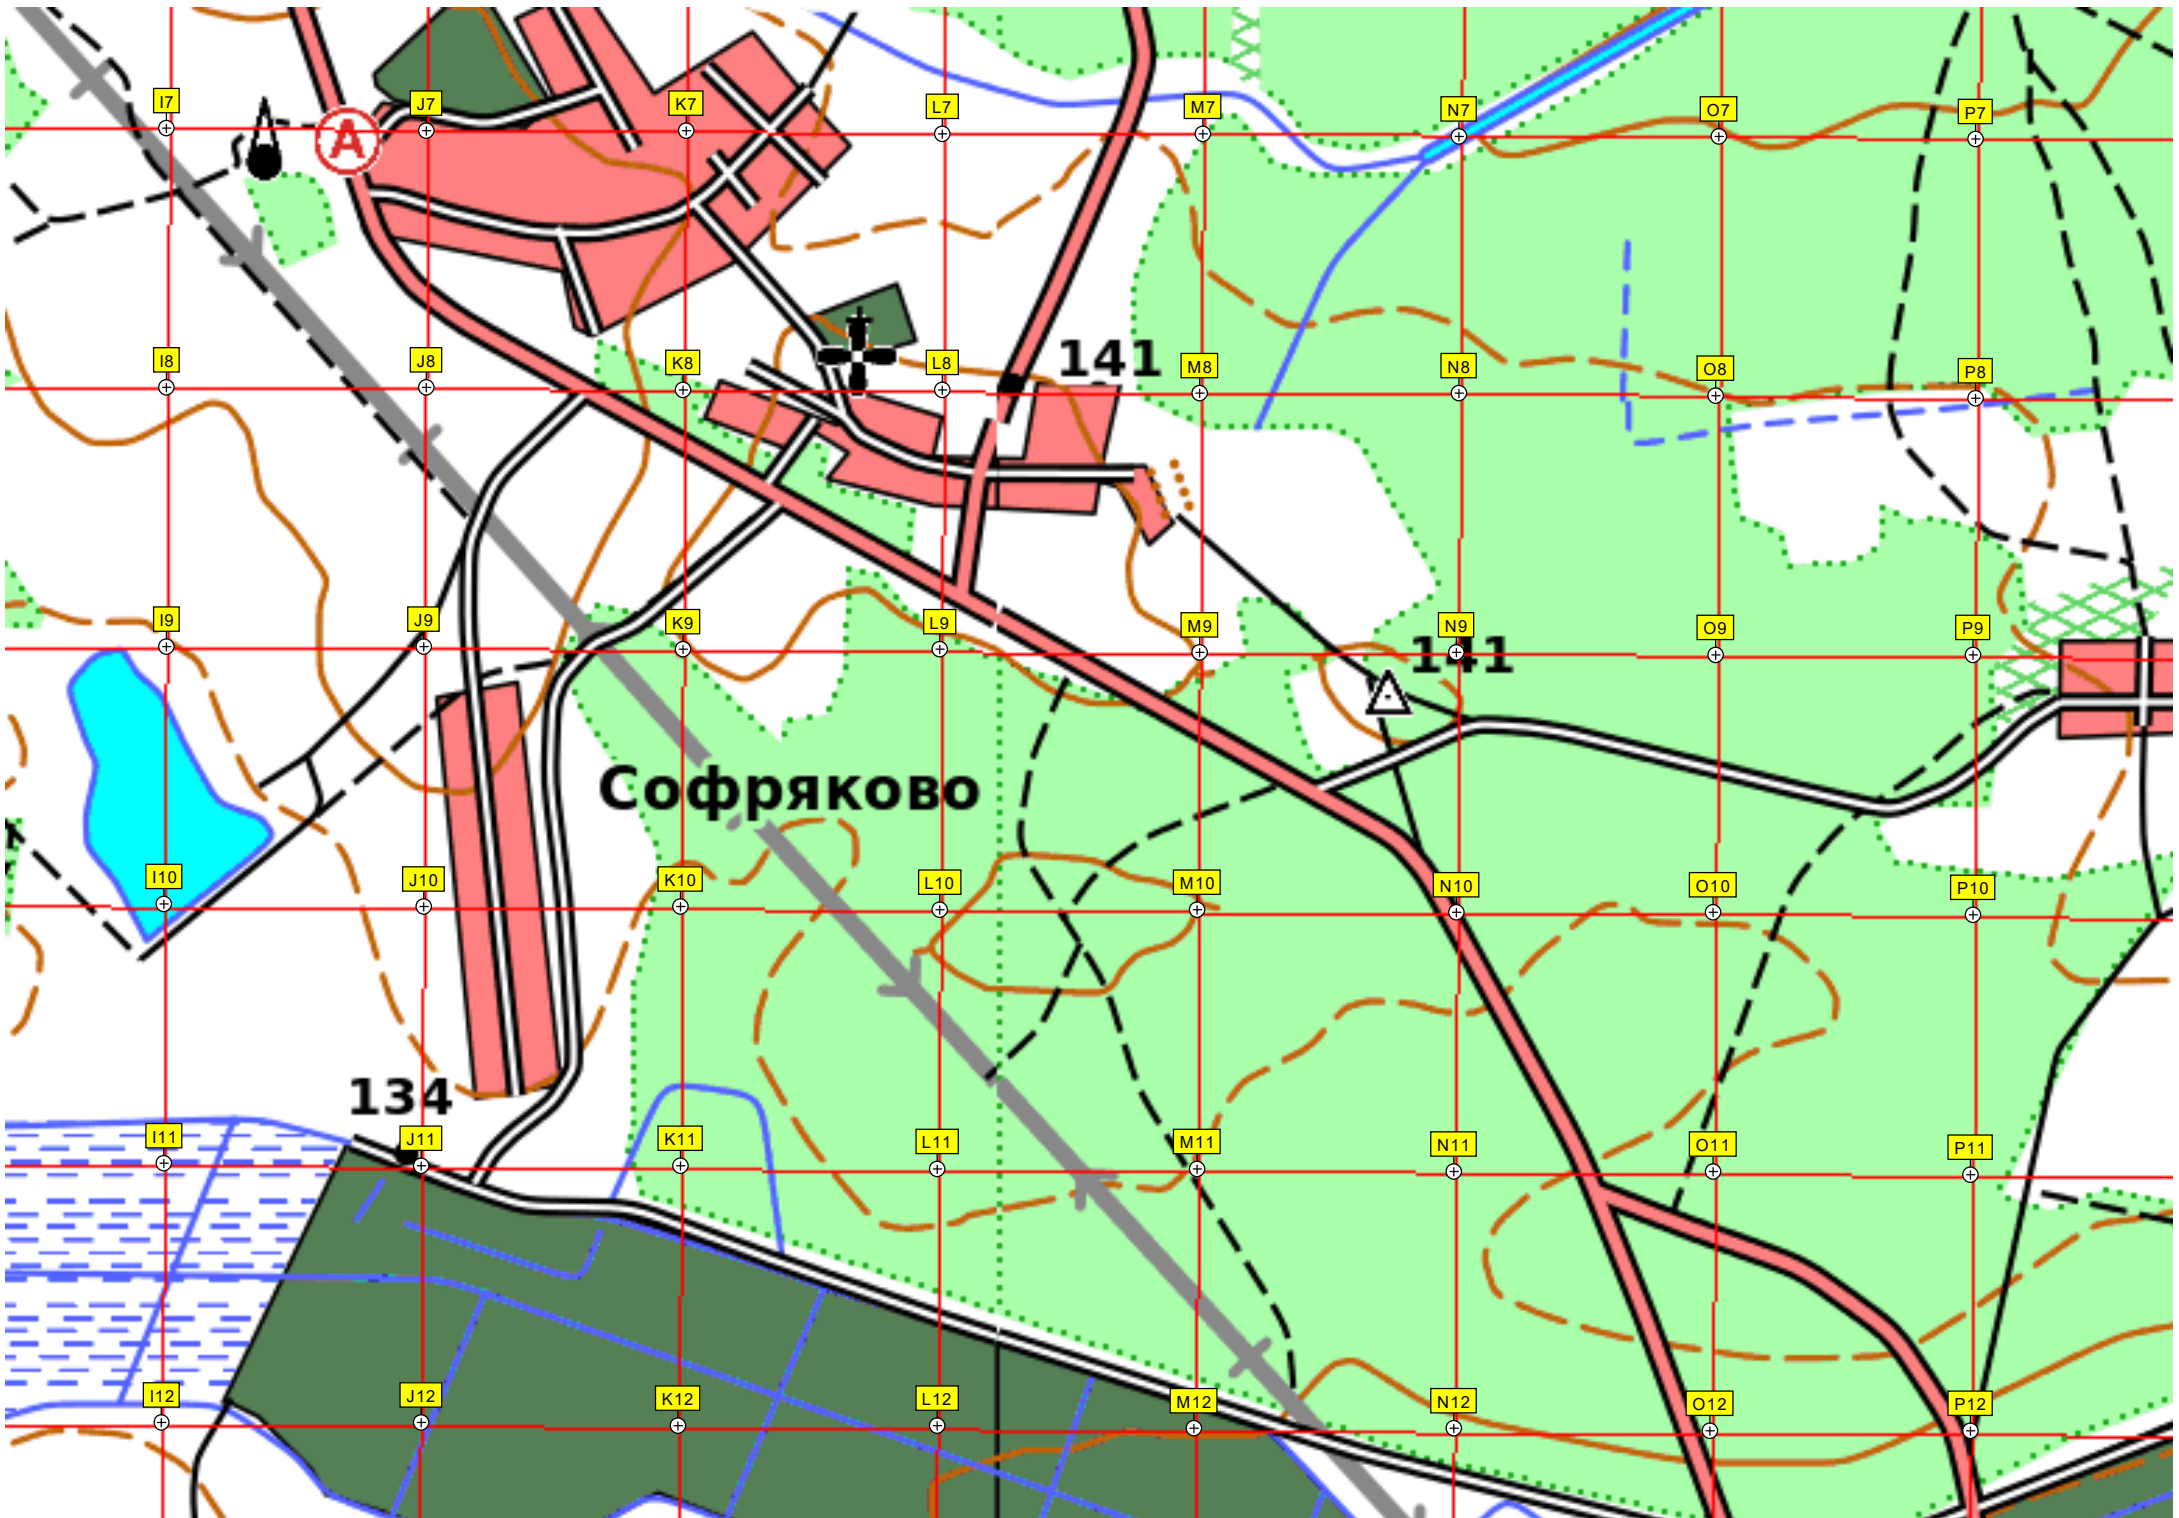 I7 J7 K7 L7 M7 N7 O7 P7
A
141
I8 J8 K8 L8 M8 N8 O8 P8
I9 J9 K9 L9 M9 N9 O9 P9
141
Софряково
I10 J10 K10 L10 M10 N10 O10 P10
134
I11 J11 K11 L11 M11 N11 O11 P11
I12 J12 K12 L12 M12 N12 O12 P12